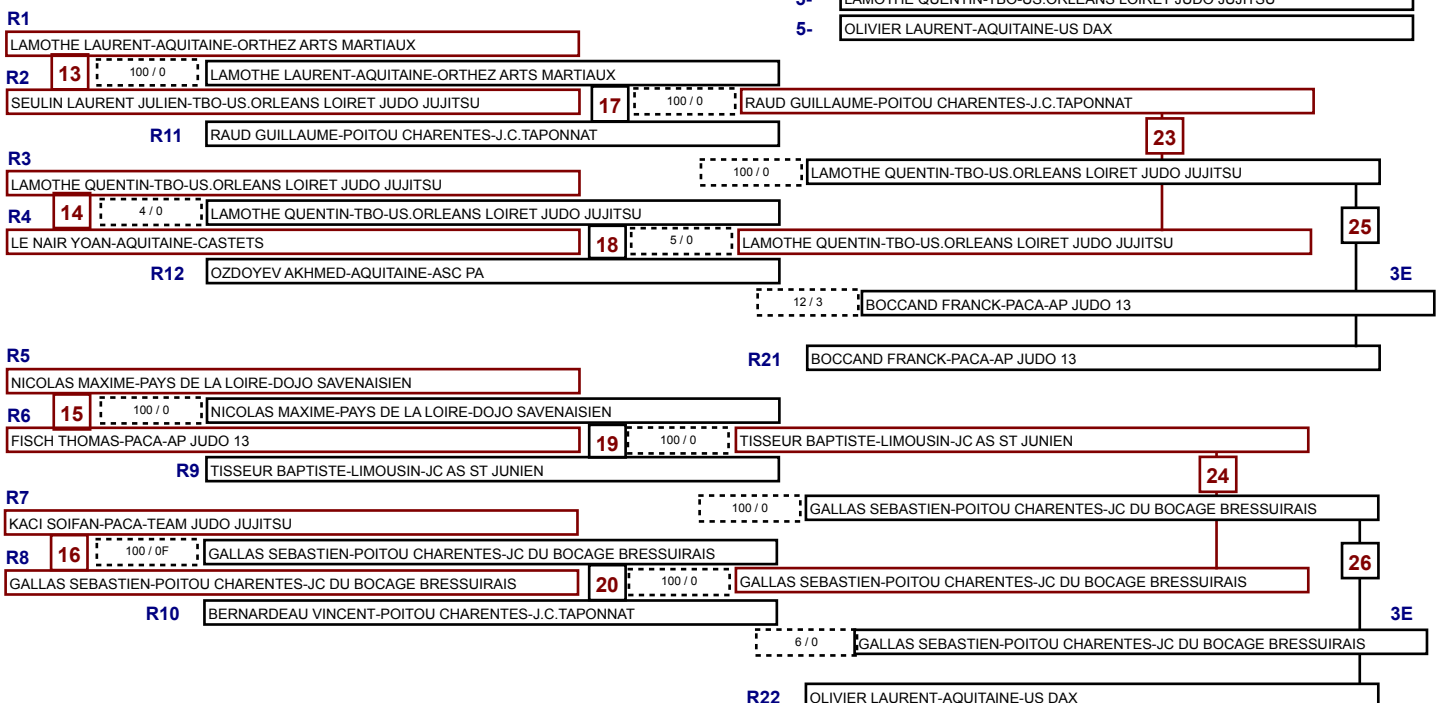 5- LAMOTHE QUENTIN-TBO-US.ORLEANS LOIRET JUDO JUJITSU
5- OLIVIER LAURENT-AQUITAINE-US DAX
R1
LAMOTHE LAURENT-AQUITAINE-ORTHEZ ARTS MARTIAUX
R2 13 100 / 0 LAMOTHE LAURENT-AQUITAINE-ORTHEZ ARTS MARTIAUX
SEULIN LAURENT JULIEN-TBO-US.ORLEANS LOIRET JUDO JUJITSU 17 100 / 0 RAUD GUILLAUME-POITOU CHARENTES-J.C.TAPONNAT
R11 RAUD GUILLAUME-POITOU CHARENTES-J.C.TAPONNAT 23
R3
100 / 0 LAMOTHE QUENTIN-TBO-US.ORLEANS LOIRET JUDO JUJITSU
LAMOTHE QUENTIN-TBO-US.ORLEANS LOIRET JUDO JUJITSU
R4 14 4 / 0 LAMOTHE QUENTIN-TBO-US.ORLEANS LOIRET JUDO JUJITSU 25
LE NAIR YOAN-AQUITAINE-CASTETS 18 5 / 0 LAMOTHE QUENTIN-TBO-US.ORLEANS LOIRET JUDO JUJITSU
R12 OZDOYEV AKHMED-AQUITAINE-ASC PA 3E
12 / 3 BOCCAND FRANCK-PACA-AP JUDO 13
R5 R21 BOCCAND FRANCK-PACA-AP JUDO 13
NICOLAS MAXIME-PAYS DE LA LOIRE-DOJO SAVENAISIEN
R6 15 100 / 0 NICOLAS MAXIME-PAYS DE LA LOIRE-DOJO SAVENAISIEN
FISCH THOMAS-PACA-AP JUDO 13 19 100 / 0 TISSEUR BAPTISTE-LIMOUSIN-JC AS ST JUNIEN
R9 TISSEUR BAPTISTE-LIMOUSIN-JC AS ST JUNIEN 24
R7
100 / 0 GALLAS SEBASTIEN-POITOU CHARENTES-JC DU BOCAGE BRESSUIRAIS
KACI SOIFAN-PACA-TEAM JUDO JUJITSU
R8 16 100 / 0F GALLAS SEBASTIEN-POITOU CHARENTES-JC DU BOCAGE BRESSUIRAIS 26
GALLAS SEBASTIEN-POITOU CHARENTES-JC DU BOCAGE BRESSUIRAIS 20 100 / 0 GALLAS SEBASTIEN-POITOU CHARENTES-JC DU BOCAGE BRESSUIRAIS
R10 BERNARDEAU VINCENT-POITOU CHARENTES-J.C.TAPONNAT 3E
6 / 0 GALLAS SEBASTIEN-POITOU CHARENTES-JC DU BOCAGE BRESSUIRAIS
R22 OLIVIER LAURENT-AQUITAINE-US DAX